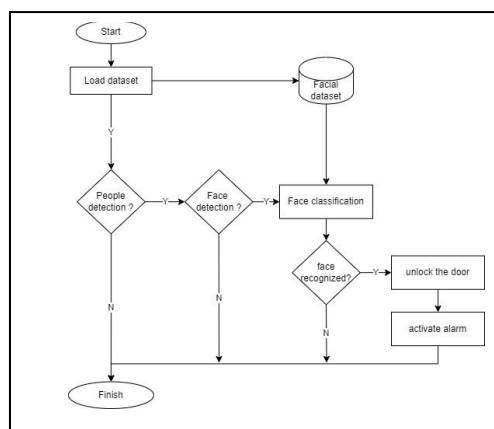 Start
Load dataset
Facial
dataset
Y
People
detection ?
Y
Face
detection ?
Y
Face classification
face
recognized?
Y
unlock the door
N
N
N
activate alarm
Finish